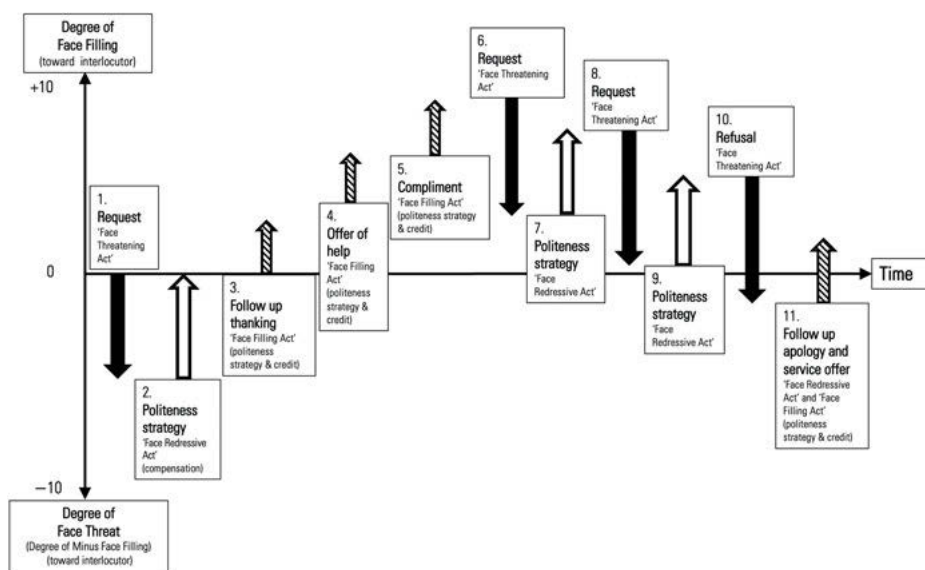 Degree of
Face Filling
(toward interlocutor)
+10
0
−10
Degree of
Face Threat
(Degree of Minus Face Filling)
(toward interlocutor)
1.
Request
'Face
Threatening
Act'
2.
Politeness
strategy
'Face Redressive
Act'
(compensation)
3.
Follow up
thanking
'Face Filling Act'
(politeness
strategy & credit)
4.
Offer of
help
'Face Filling
Act'
(politeness
strategy &
credit)
5.
Compliment
'Face Filling Act'
(politeness strategy
& credit)
6.
Request
'Face Threatening
Act'
7.
Politeness
strategy
'Face
Redressive Act'
8.
Request
'Face
Threatening Act'
9.
Politeness
strategy
'Face
Redressive Act'
10.
Refusal
'Face
Threatening Act'
11.
Follow up
apology and
service offer
'Face Redressive
Act' and 'Face
Filling Act'
(politeness
strategy & credit)
Time